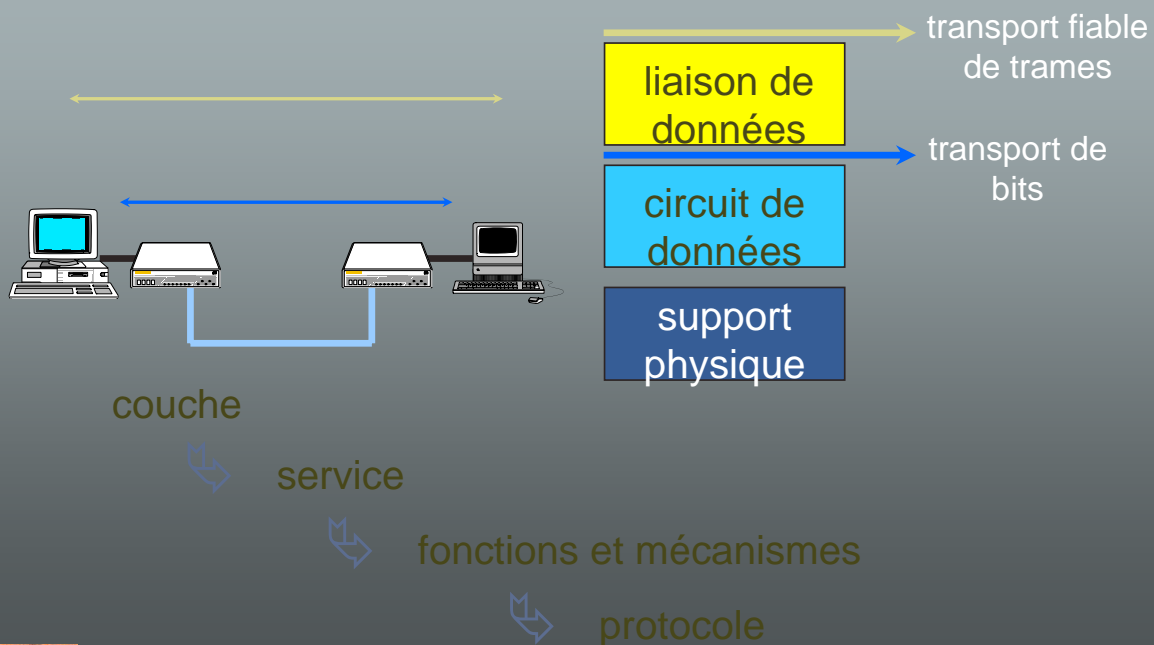 transport fiable
de trames
liaison de
données
transport de
bits
circuit de
données
support
physique
couche
service
fonctions et mécanismes
protocole